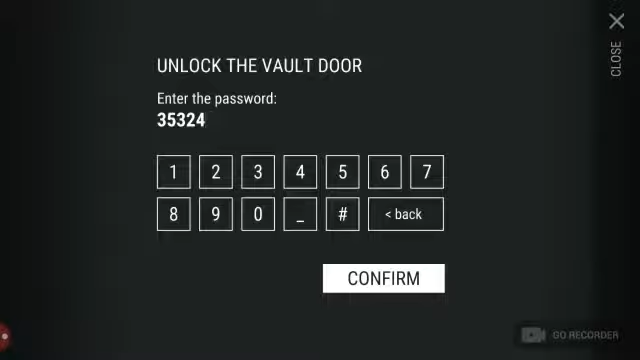 CLOSE
UNLOCK THE VAULT DOOR
Enter the password:
35324
1 2 3 4 5 6 7
8 9 0 _ # < back
CONFIRM
GO RECORDER